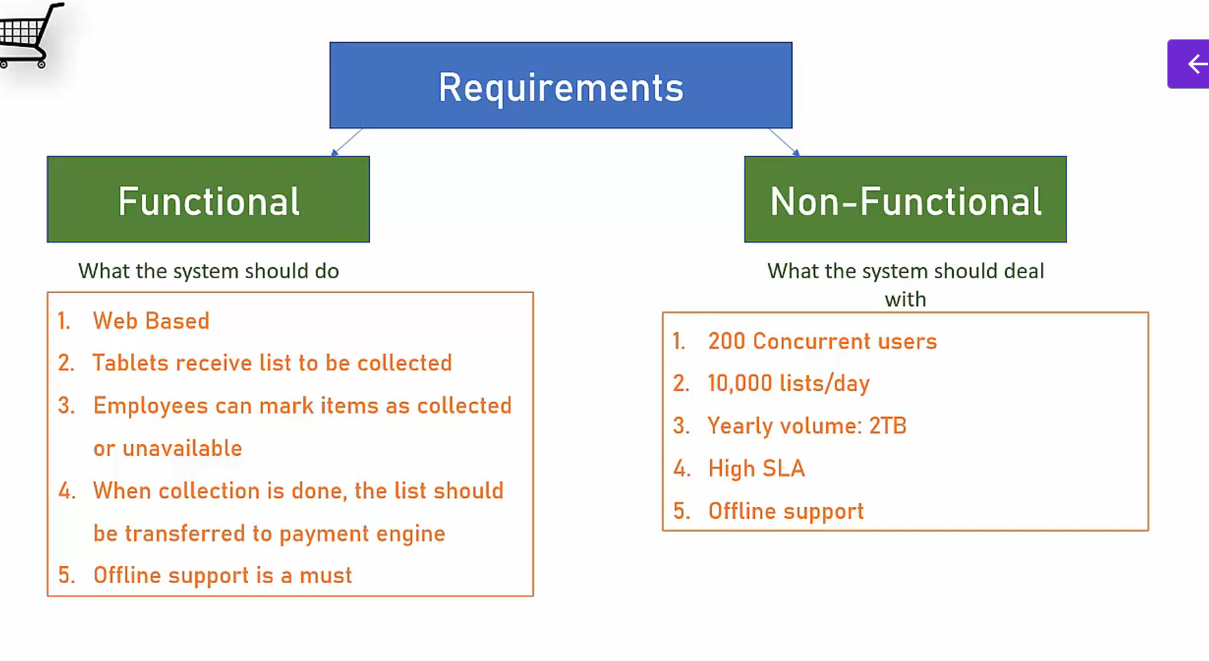 Requirements
Functional
Non-Functional
What the system should do
1. Web Based
2. Tablets receive list to be collected
3. Employees can mark items as collected
or unavailable
4. When collection is done, the list should
be transferred to payment engine
5. Offline support is a must
What the system should deal
with
1. 200 Concurrent users
2. 10,000 lists/day
3. Yearly volume: 2TB
4. High SLA
5. Offline support